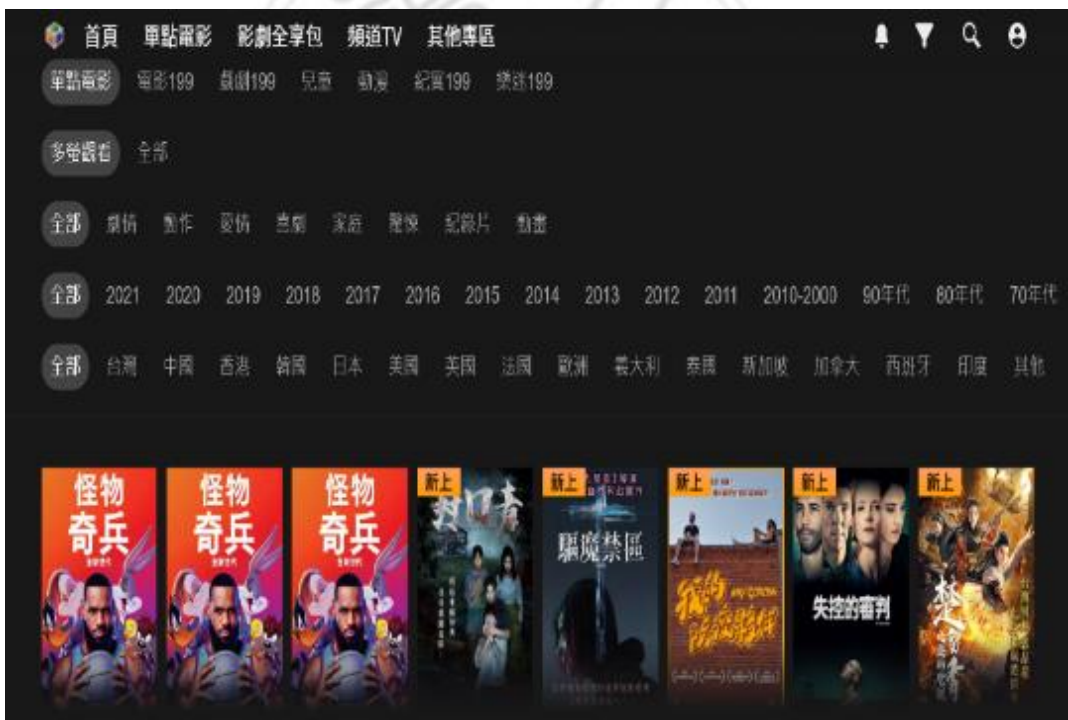 首頁 單點電影 影劇全享包 頻道TV 其他專區
單點電影 電影199 戲劇199 兒童 動漫 紀實199 樂迷199
多螢觀看 全部
全部 劇情 動作 愛情 喜劇 家庭 驚悚 紀錄片 動畫
全部 2021 2020 2019 2018 2017 2016 2015 2014 2013 2012 2011 2010-2000 90年代 80年代 70年代
全部 台灣 中國 香港 韓國 日本 美國 英國 法國 歐洲 義大利 泰國 新加坡 加拿大 西班牙 印度 其他
怪物
奇兵
怪物
奇兵
怪物
奇兵
新上
新上
驅魔禁區
新上
我的
新上
失控的審判
新上